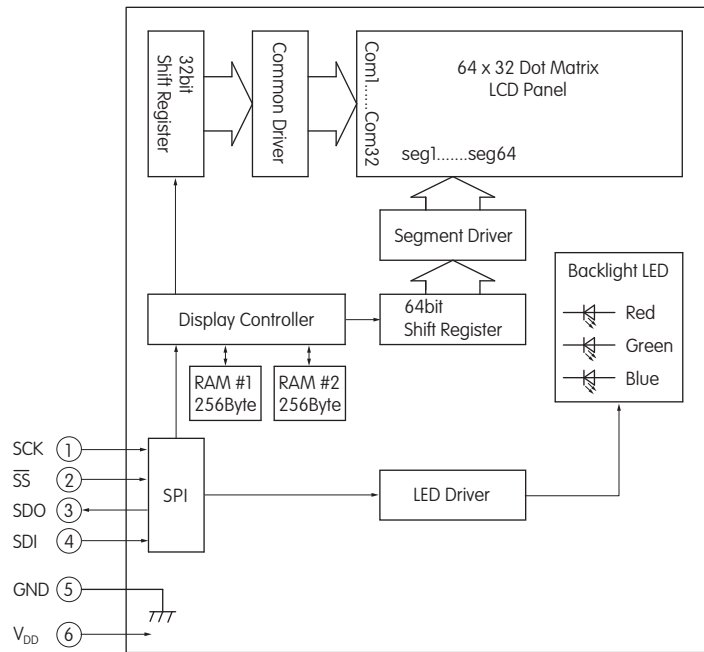 32bit
Shift Register
Common Driver
Com1......Com32
64 x 32 Dot Matrix
LCD Panel
seg1.......seg64
Segment Driver
Backlight LED
Red
Green
Blue
Display Controller
64bit
Shift Register
RAM #1
256Byte
RAM #2
256Byte
SCK 1
S̅S̅ 2
SDO 3
SDI 4
SPI
LED Driver
GND 5
V_DD 6